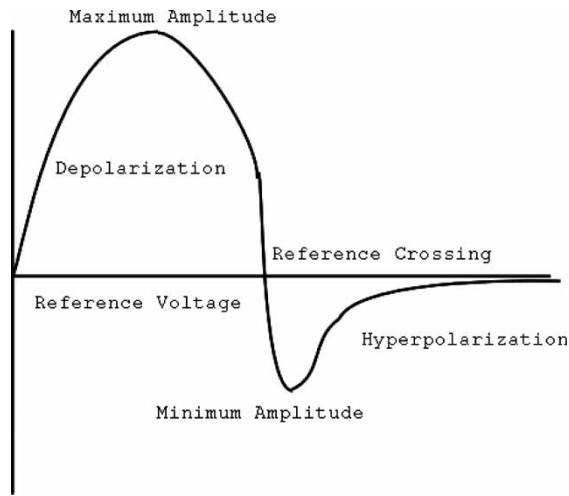 Maximum Amplitude
Depolarization
Reference Crossing
Reference Voltage
Hyperpolarization
Minimum Amplitude